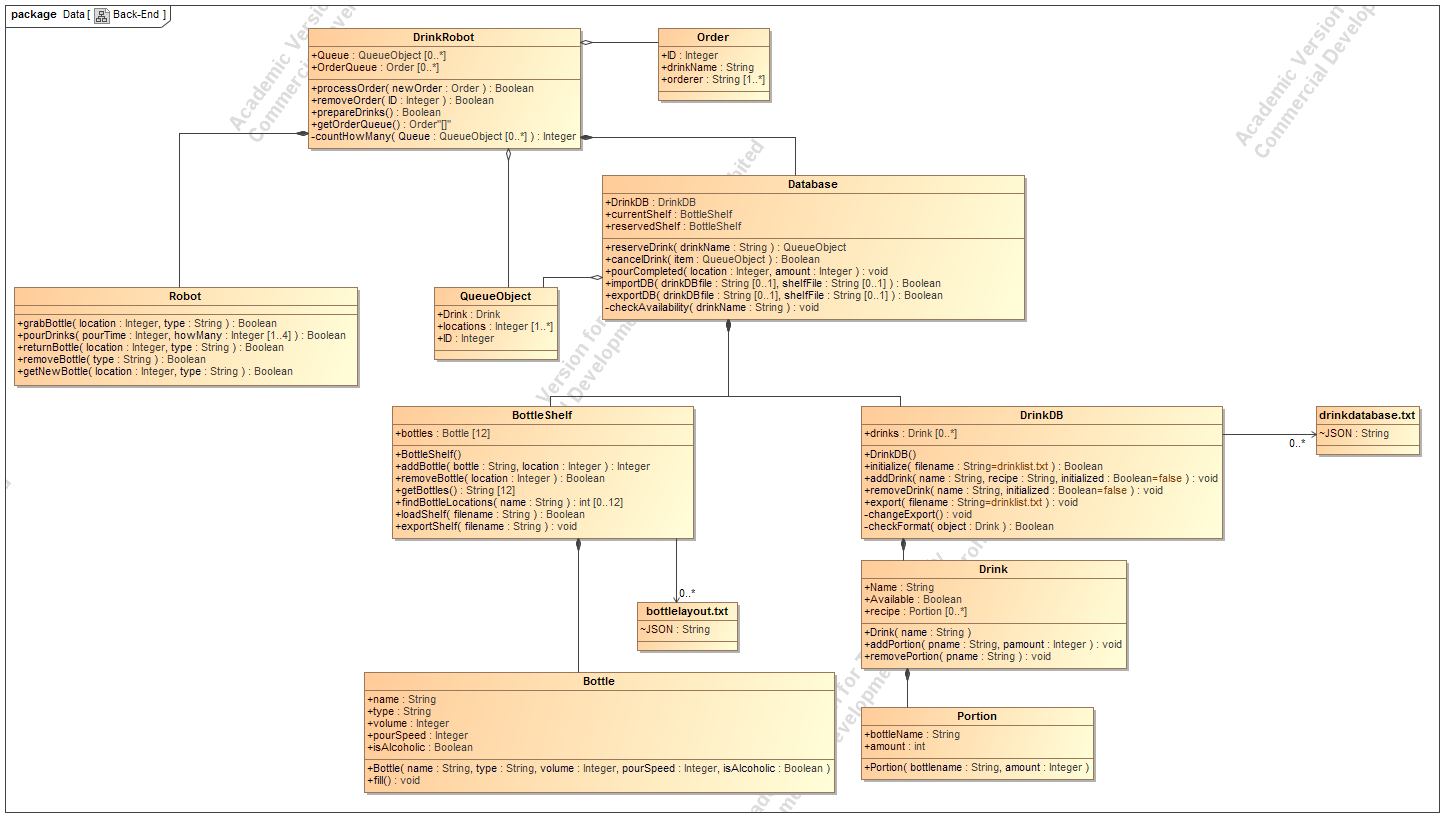 package Data [ Back-End ]
DrinkRobot
+Queue : QueueObject [0..*]
+OrderQueue : Order [0..*]
+processOrder( newOrder : Order ) : Boolean
+removeOrder( ID : Integer ) : Boolean
+prepareDrinks() : Boolean
+getOrderQueue() : Order"[]"
-countHowMany( Queue : QueueObject [0..*] ) : Integer
Order
+ID : Integer
+drinkName : String
+orderer : String [1..*]
Database
+DrinkDB : DrinkDB
+currentShelf : BottleShelf
+reservedShelf : BottleShelf
+reserveDrink( drinkName : String ) : QueueObject
+cancelDrink( item : QueueObject ) : Boolean
+pourCompleted( location : Integer, amount : Integer ) : void
+importDB( drinkDBfile : String [0..1], shelfFile : String [0..1] ) : Boolean
+exportDB( drinkDBfile : String [0..1], shelfFile : String [0..1] ) : Boolean
-checkAvailability( drinkName : String ) : void
Robot
+grabBottle( location : Integer, type : String ) : Boolean
+pourDrinks( pourTime : Integer, howMany : Integer [1..4] ) : Boolean
+returnBottle( location : Integer, type : String ) : Boolean
+removeBottle( type : String ) : Boolean
+getNewBottle( location : Integer, type : String ) : Boolean
QueueObject
+Drink : Drink
+locations : Integer [1..*]
+ID : Integer
BottleShelf
+bottles : Bottle [12]
+BottleShelf()
+addBottle( bottle : String, location : Integer ) : Integer
+removeBottle( location : Integer ) : Boolean
+getBottles() : String [12]
+findBottleLocations( name : String ) : int [0..12]
+loadShelf( filename : String ) : Boolean
+exportShelf( filename : String ) : void
DrinkDB
+drinks : Drink [0..*]
+DrinkDB()
+initialize( filename : String=drinklist.txt ) : Boolean
+addDrink( name : String, recipe : String, initialized : Boolean=false ) : void
+removeDrink( name : String, initialized : Boolean=false ) : void
+export( filename : String=drinklist.txt ) : void
-changeExport() : void
-checkFormat( object : Drink ) : Boolean
0..*
drinkdatabase.txt
~JSON : String
Drink
+Name : String
+Available : Boolean
+recipe : Portion [0..*]
+Drink( name : String )
+addPortion( pname : String, pamount : Integer ) : void
+removePortion( pname : String ) : void
0..*
bottlelayout.txt
~JSON : String
Bottle
+name : String
+type : String
+volume : Integer
+pourSpeed : Integer
+isAlcoholic : Boolean
+Bottle( name : String, type : String, volume : Integer, pourSpeed : Integer, isAlcoholic : Boolean )
+fill() : void
Portion
+bottleName : String
+amount : int
+Portion( bottlename : String, amount : Integer )
Academic Version
Commercial Develop